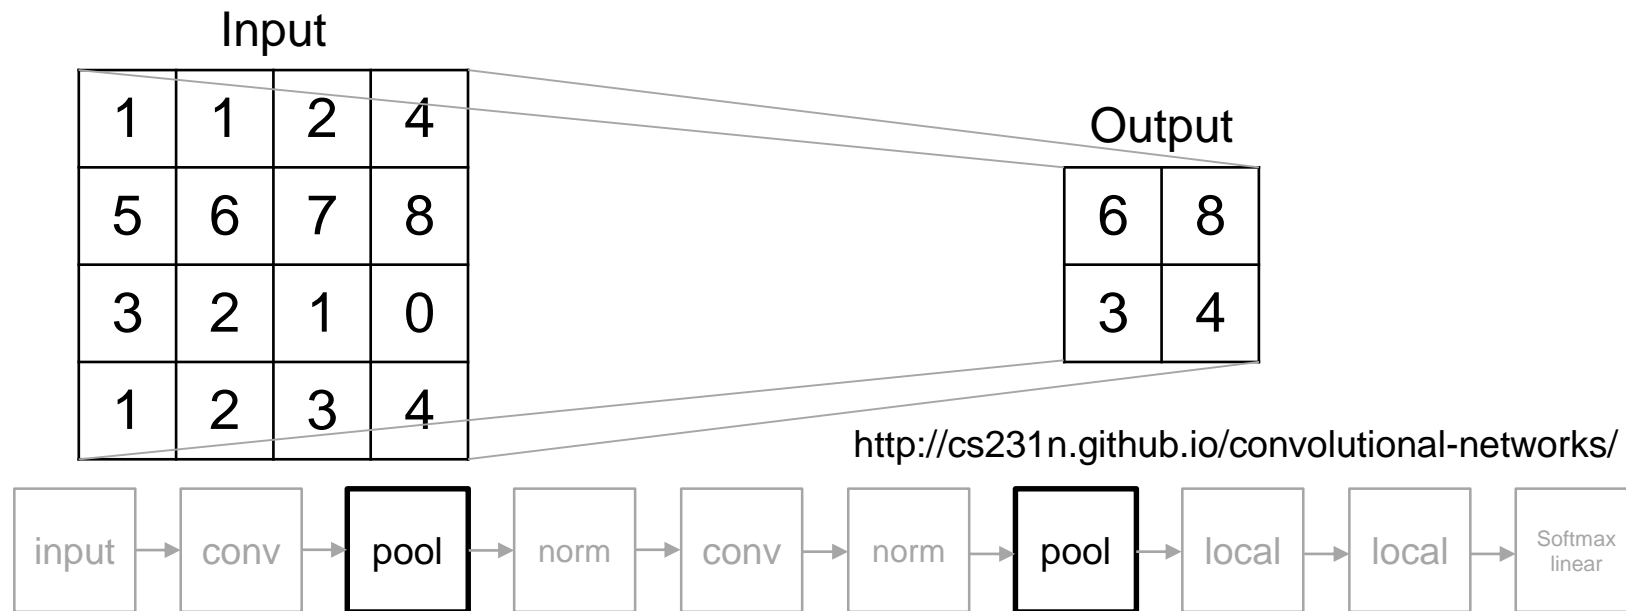 Input
1 1 2 4
5 6 7 8
3 2 1 0
1 2 3 4
Output
6 8
3 4
http://cs231n.github.io/convolutional-networks/
input conv pool norm conv norm pool local local Softmax
linear